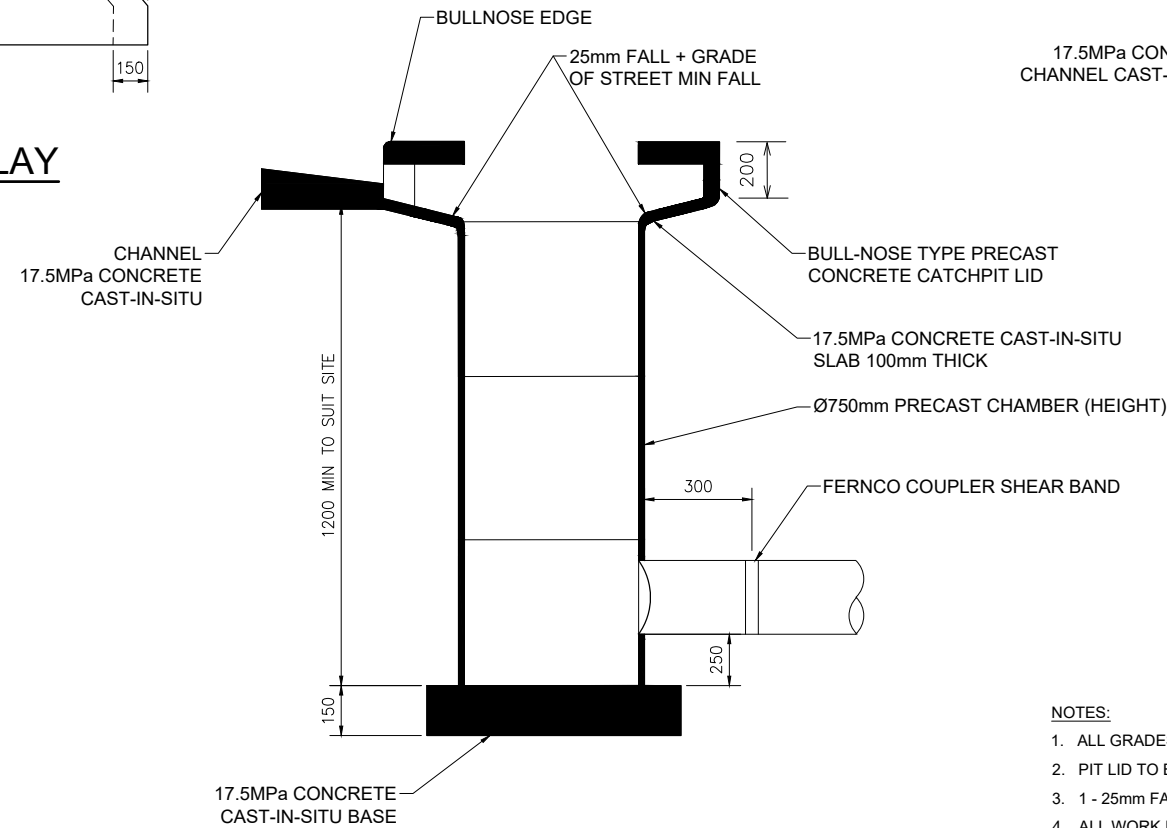 150
LAY
BULLNOSE EDGE
25mm FALL + GRADE
OF STREET MIN FALL
17.5MPa
CHANNEL CAST-
200
CHANNEL
17.5MPa CONCRETE
CAST-IN-SITU
BULL-NOSE TYPE PRECAST
CONCRETE CATCHPIT LID
17.5MPa CONCRETE CAST-IN-SITU
SLAB 100mm THICK
1200 MIN TO SUIT SITE
Ø750mm PRECAST CHAMBER (HEIGHT)
300
FERNCO COUPLER SHEAR BAND
250
150
17.5MPa CONCRETE
CAST-IN-SITU BASE
NOTES:
1. ALL GRADE
2. PIT LID TO
3. 1 - 25mm
4. ALL WORK